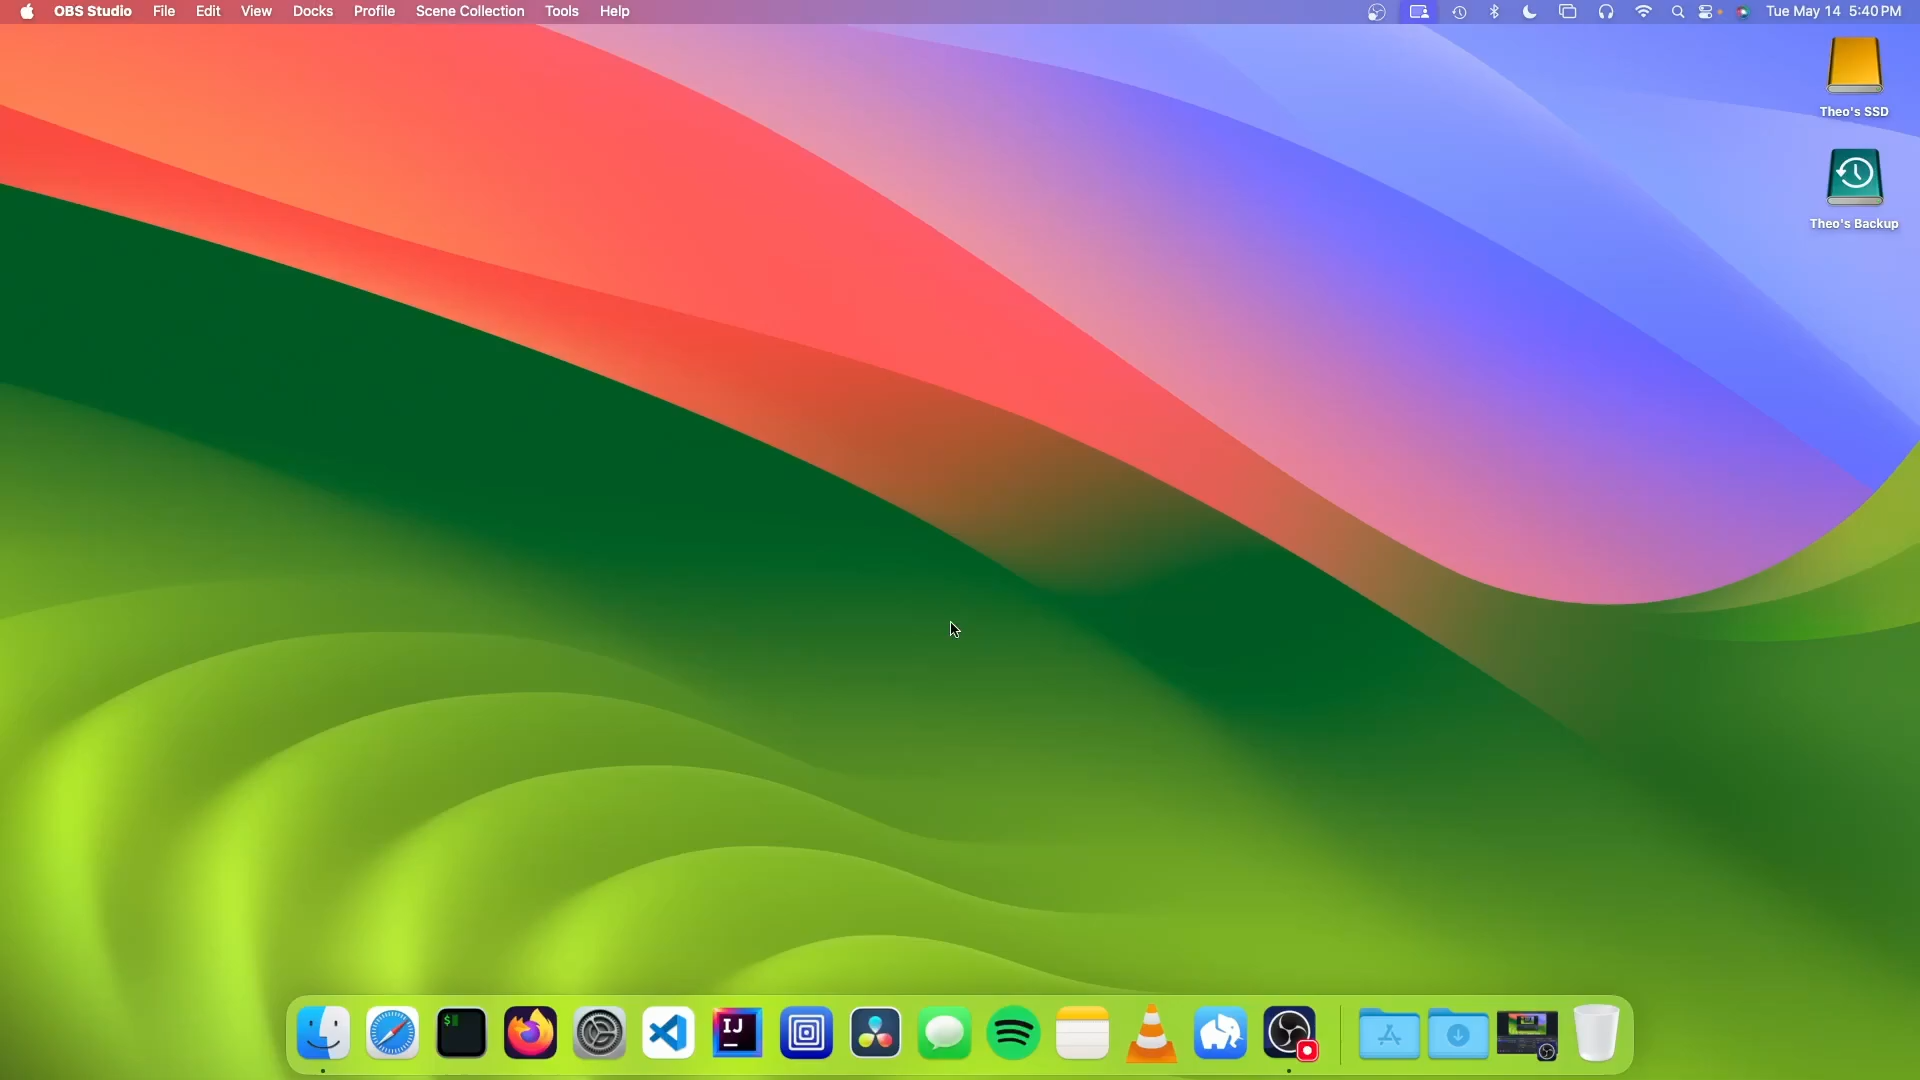 OBS Studio File Edit View Docks Profile Scene Collection Tools Help Tue May 14 5:40 PM
Theo's SSD
Theo's Backup
$
IJ